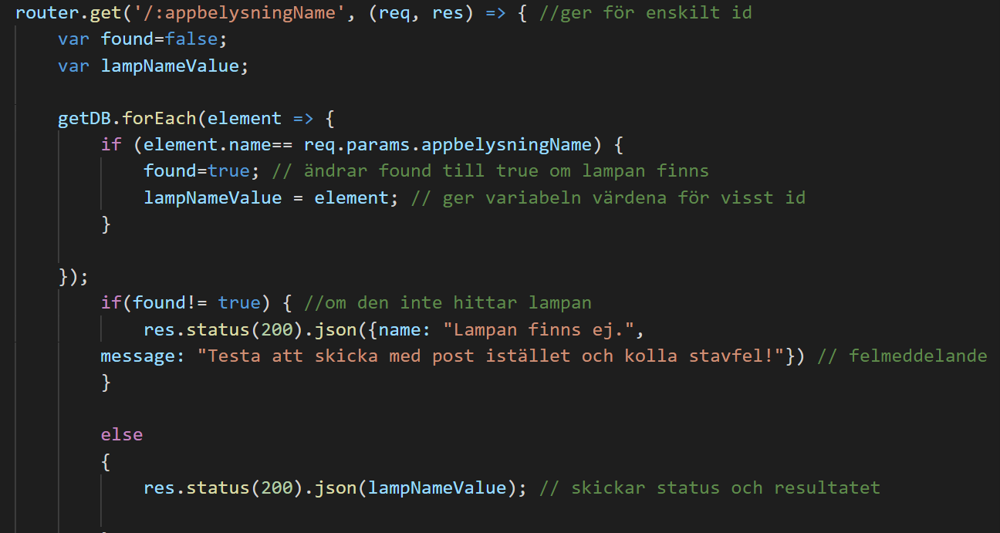 router.get('/:appbelysningName', (req, res) => { //ger för enskilt id
var found=false;
var lampNameValue;
getDB.forEach(element => {
if (element.name== req.params.appbelysningName) {
found=true; // ändrar found till true om lampan finns
lampNameValue = element; // ger variabeln värdena för visst id
}
});
if(found!= true) { //om den inte hittar lampan
res.status(200).json({name: "Lampan finns ej.",
message: "Testa att skicka med post istället och kolla stavfel!"}) // felmeddelande
}
else
{
res.status(200).json(lampNameValue); // skickar status och resultatet